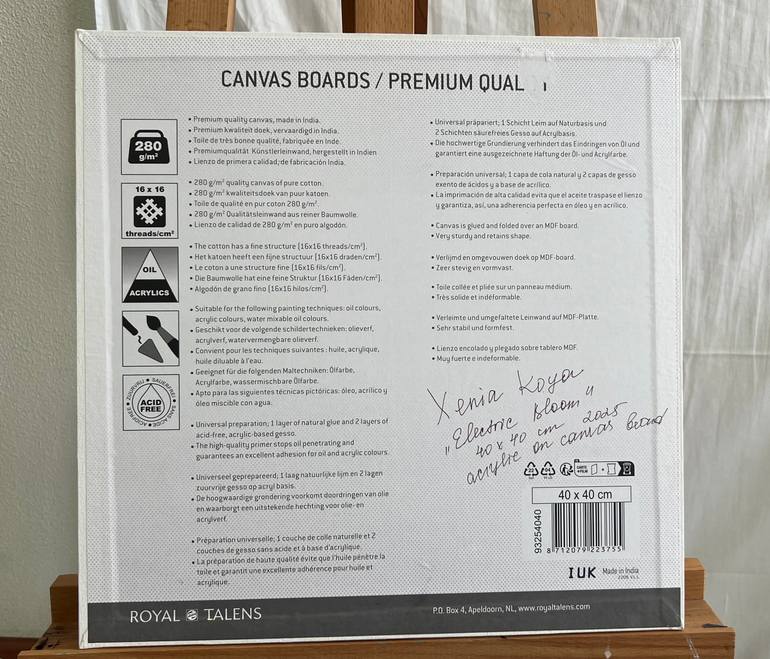 CANVAS BOARDS / PREMIUM QUAL
280
g/m²
• Premium quality canvas, made in India.
• Premium kwaliteit doek, vervaardigd in India.
• Toile de très bonne qualité, fabriquée en Inde.
• Premiumqualität Künstlerleinwand, hergestellt in Indien
• Lienzo de primera calidad; de fabricación India.
16 x 16
threads/cm²
• 280 g/m² quality canvas of pure cotton.
• 280 g/m² kwaliteitsdoek van puur katoen.
• Toile de qualité en pur coton 280 g/m².
• 280 g/m² Qualitätsleinwand aus reiner Baumwolle.
• Lienzo de calidad de 280 g/m² en puro algodón.
OIL
ACRYLICS
• The cotton has a fine structure (16x16 threads/cm²).
• Het katoen heeft een fijne structuur (16x16 draden/cm²).
• Le coton a une structure fine (16x16 fils/cm²).
• Die Baumwolle hat eine feine Struktur (16x16 Fäden/cm²).
• Algodón de grano fino (16x16 hilos/cm²).
• Suitable for the following painting techniques: oil colours,
acrylic colours, water mixable oil colours.
• Geschikt voor de volgende schildertechnieken: olieverf,
acrylverf, watervermengbare olieverf.
• Convient pour les techniques suivantes : huile, acrylique,
huile diluable à l'eau.
• Geeignet für die folgenden Maltechniken: Ölfarbe,
Acrylfarbe, wassermischbare Ölfarbe.
• Apto para las siguientes técnicas pictóricas: óleo, acrílico y
óleo miscible con agua.
ACID
FREE
• Universal preparation; 1 layer of natural glue and 2 layers of
acid-free, acrylic-based gesso.
• The high-quality primer stops oil penetrating and
guarantees an excellent adhesion for oil and acrylic colours.
• Universeel geprepareerd; 1 laag natuurlijke lijm en 2 lagen
zuurvrije gesso op acryl basis.
• De hoogwaardige grondering voorkomt doordringen van olie
en waarborgt een uitstekende hechting voor olie- en
acrylverf.
• Préparation universelle; 1 couche de colle naturelle et 2
couches de gesso sans acide et à base d'acrylique.
• La préparation de haute qualité évite que l'huile pénètre la
toile et garantit une excellente adhérence pour huile et
acrylique.
• Universal präpariert; 1 Schicht Leim auf Naturbasis und
2 Schichten säurefreies Gesso auf Acrylbasis.
• Die hochwertige Grundierung verhindert das Eindringen von Öl und
garantiert eine ausgezeichnete Haftung der Öl- und Acrylfarbe.
• Preparación universal; 1 capa de cola natural y 2 capas de gesso
exento de ácidos y a base de acrílico.
• La imprimación de alta calidad evita que el aceite traspase el lienzo
y garantiza, así, una adherencia perfecta en óleo y en acrílico.
• Canvas is glued and folded over an MDF board.
• Very sturdy and retains shape.
• Verlijmd en omgevouwen doek op MDF-board.
• Zeer stevig en vormvast.
• Toile collée et pliée sur un panneau médium.
• Très solide et indéformable.
• Verleimte und umgefaltete Leinwand auf MDF-Platte.
• Sehr stabil und formfest.
• Lienzo encolado y plegado sobre tablero MDF.
• Muy fuerte e indeformable.
Xenia Koya
„Electric Bloom"
40 x 40 cm 2025
acrylic on canvas board
40 x 40 cm
93254040
8 712079 223755
I UK Made in India
ROYAL TALENS
P.O. Box 4, Apeldoorn, NL, www.royaltalens.com